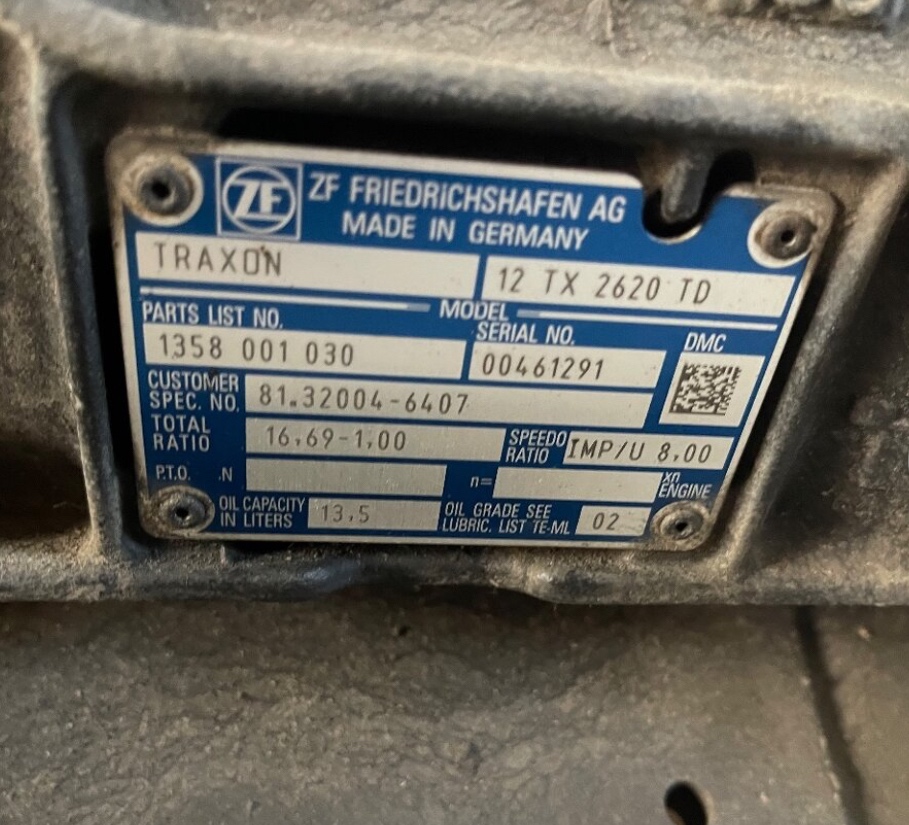 ZF ZF FRIEDRICHSHAFEN AG
MADE IN GERMANY
TRAXON 12 TX 2620 TD
MODEL
PARTS LIST NO. SERIAL NO. DMC
1358 001 030 00461291
CUSTOMER
SPEC. NO. 81.32004-6407
TOTAL
RATIO 16,69-1,00 SPEEDO
RATIO IMP/U 8,00
P.T.O. .N n= xn
ENGINE
OIL CAPACITY
IN LITERS 13,5 OIL GRADE SEE
LUBRIC. LIST TE-ML 02